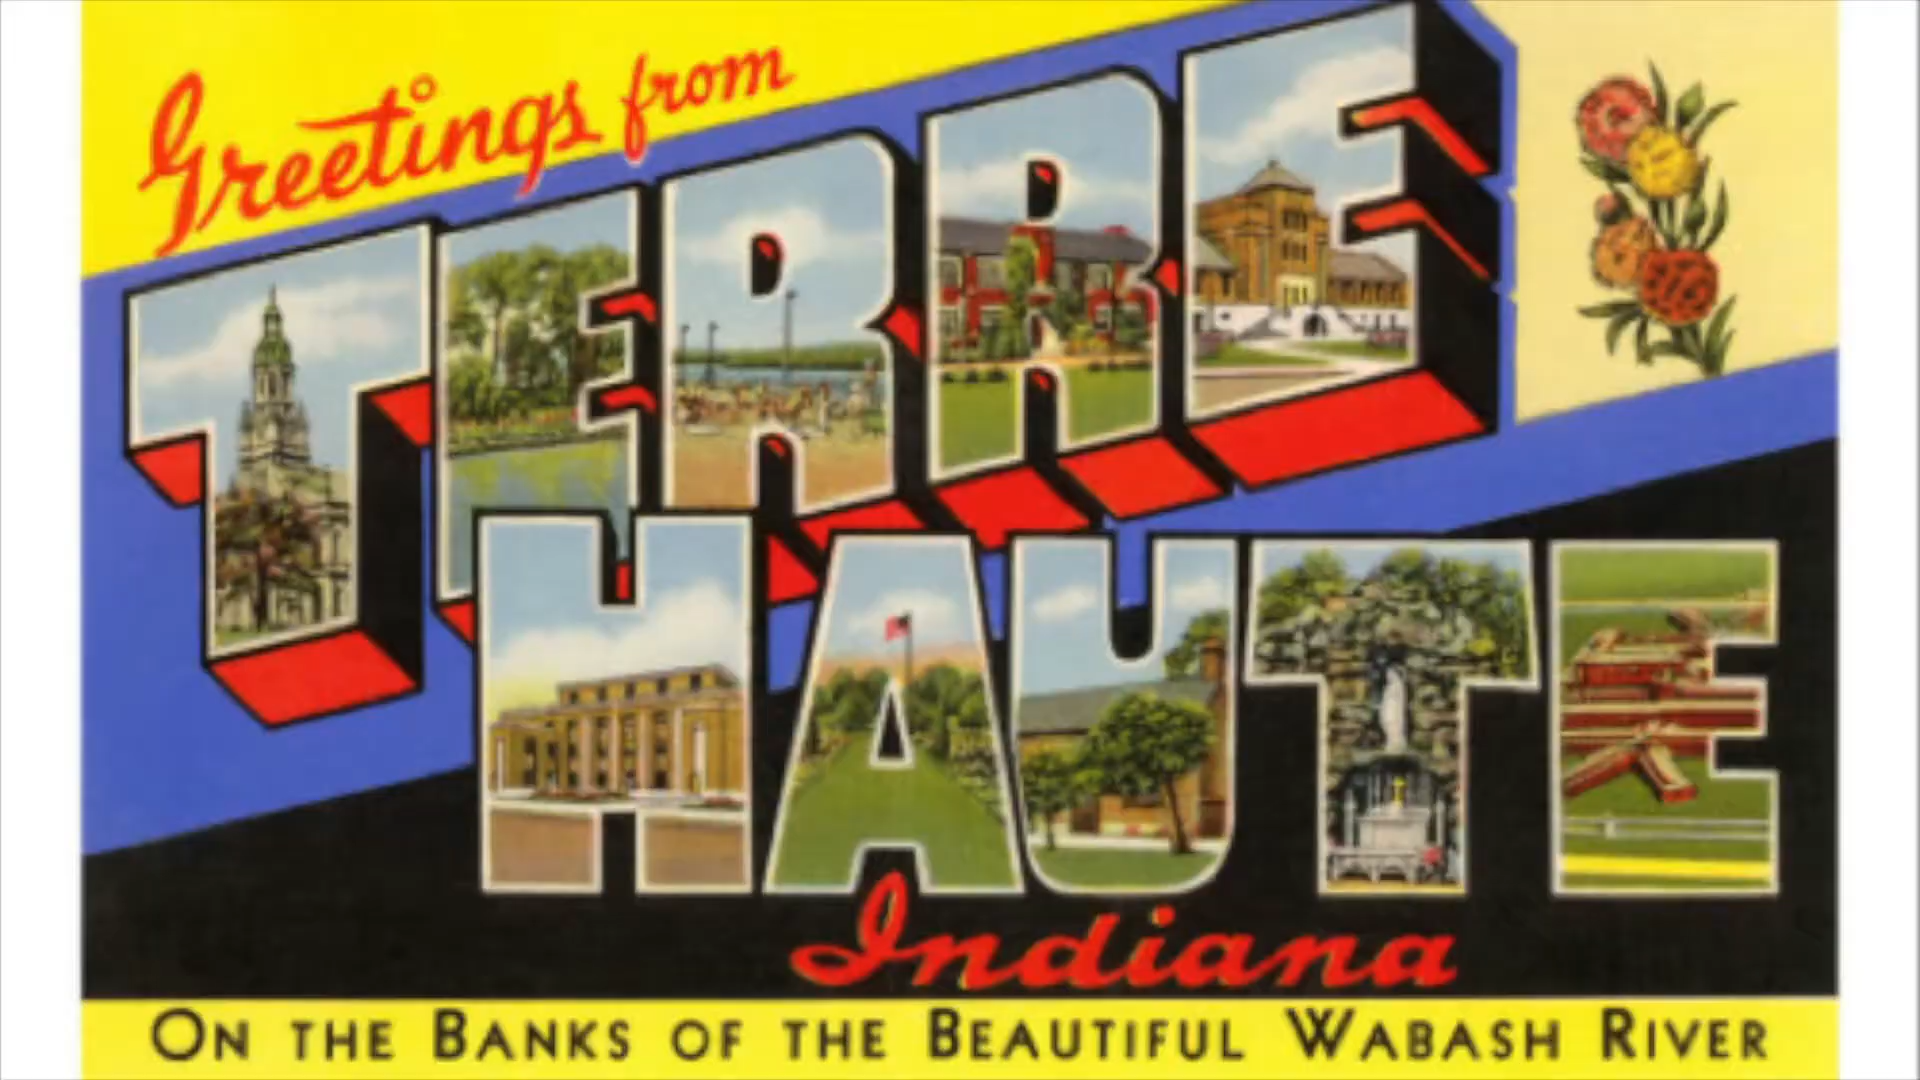 Greetings from
TERRE
HAUTE
Indiana
ON THE BANKS OF THE BEAUTIFUL WABASH RIVER